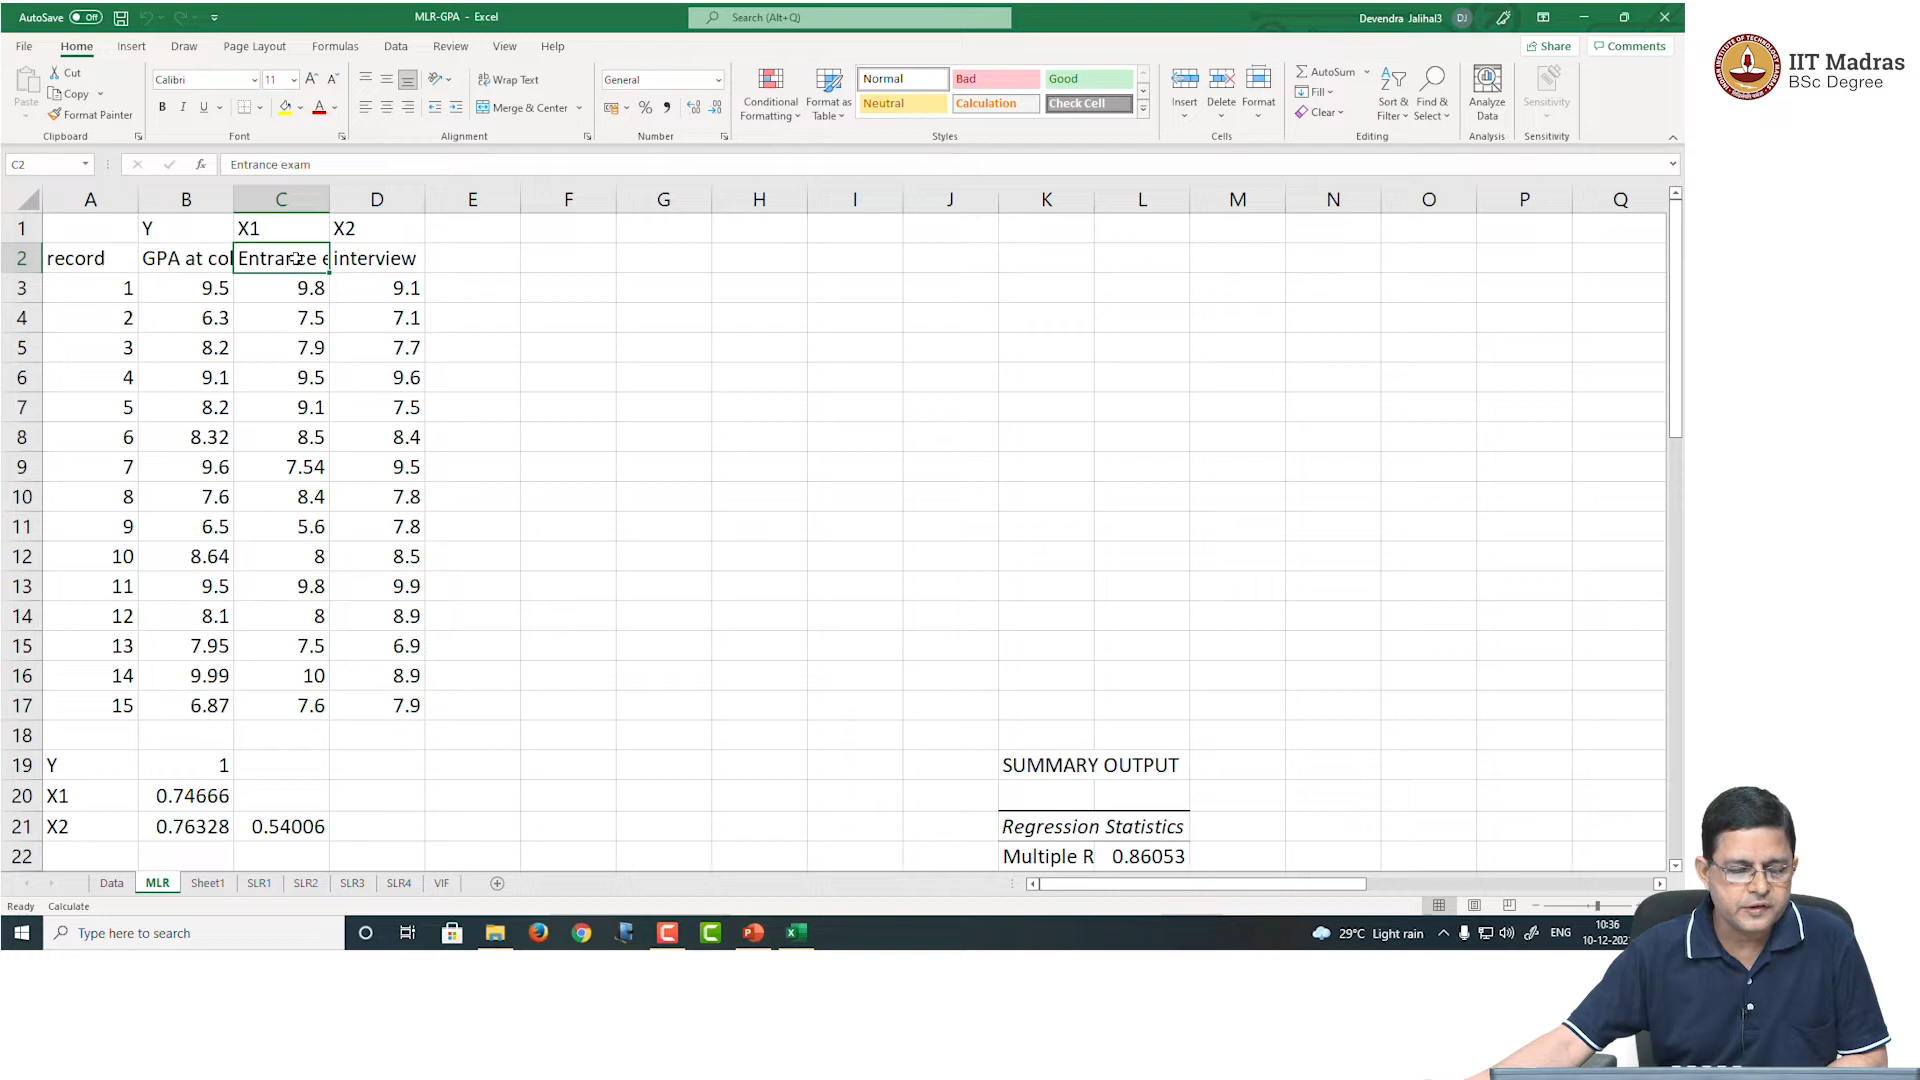 AutoSave Off MLR-GPA - Excel Search (Alt+Q) Devendra Jalihal3 DJ
File Home Insert Draw Page Layout Formulas Data Review View Help Share Comments
Cut Calibri 11 Wrap Text General Normal Bad Good AutoSum
Paste Copy Merge & Center Neutral Calculation Check Cell Fill
Format Painter Conditional Formatting Format as Table Insert Delete Format Clear Sort & Filter Find & Select Analyze Data Sensitivity
Clipboard Font Alignment Number Styles Cells Editing Analysis Sensitivity
IIT Madras
BSc Degree
C2 fx Entrance exam
A B C D E F G H I J K L M N O P Q
1 Y X1 X2
2 record GPA at col Entrance e interview
3 1 9.5 9.8 9.1
4 2 6.3 7.5 7.1
5 3 8.2 7.9 7.7
6 4 9.1 9.5 9.6
7 5 8.2 9.1 7.5
8 6 8.32 8.5 8.4
9 7 9.6 7.54 9.5
10 8 7.6 8.4 7.8
11 9 6.5 5.6 7.8
12 10 8.64 8 8.5
13 11 9.5 9.8 9.9
14 12 8.1 8 8.9
15 13 7.95 7.5 6.9
16 14 9.99 10 8.9
17 15 6.87 7.6 7.9
18
19 Y 1 SUMMARY OUTPUT
20 X1 0.74666
21 X2 0.76328 0.54006 Regression Statistics
22 Multiple R 0.86053
Data MLR Sheet1 SLR1 SLR2 SLR3 SLR4 VIF
Ready Calculate
Type here to search 29°C Light rain ENG 10:36
10-12-202